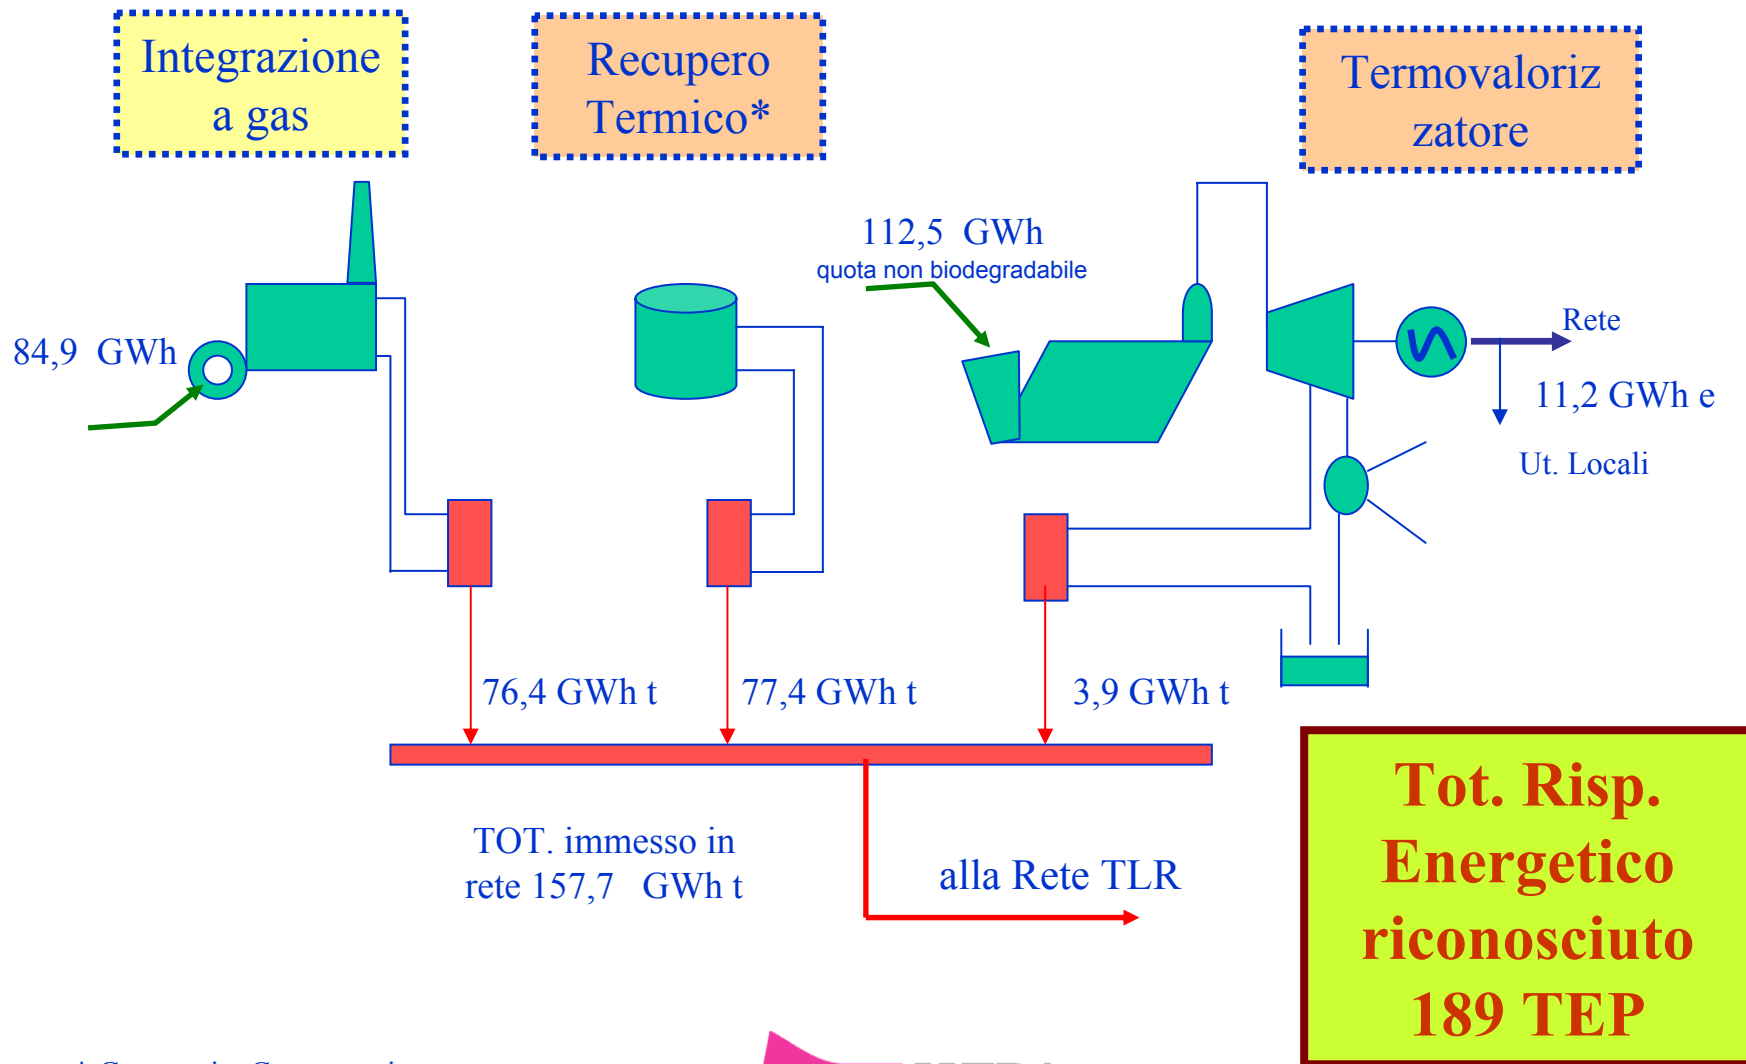 Integrazione
a gas
Recupero
Termico*
Termovaloriz
zatore
112,5 GWh
quota non biodegradabile
84,9 GWh
Rete
11,2 GWh e
Ut. Locali
76,4 GWh t
77,4 GWh t
3,9 GWh t
TOT. immesso in
rete 157,7 GWh t
alla Rete TLR
Tot. Risp.
Energetico
riconosciuto
189 TEP